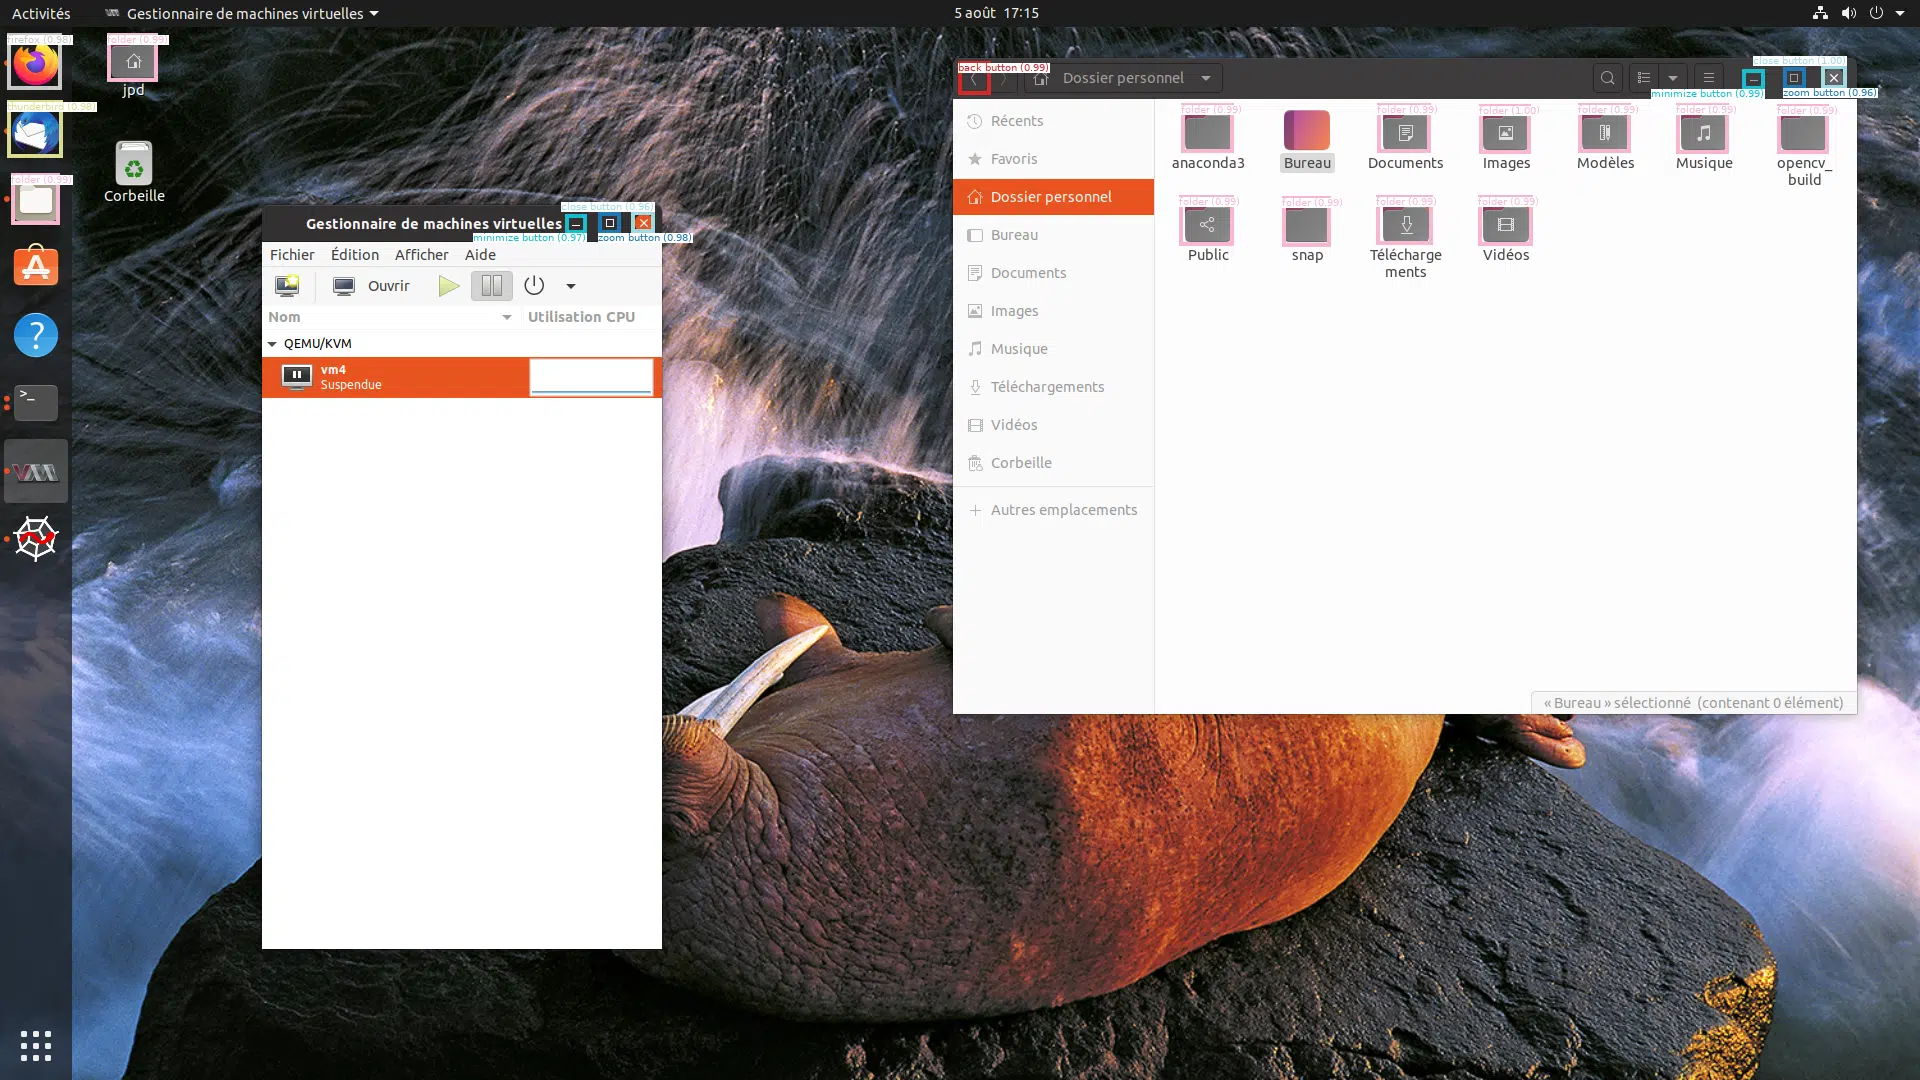 Activités
Gestionnaire de machines virtuelles
5 août 17:15
firefox (0.98)
thunderbird (0.98)
folder (0.99)
>_
folder (0.99)
jpd
Corbeille
close button (0.96)
Gestionnaire de machines virtuelles
minimize button (0.97)
zoom button (0.98)
Fichier Édition Afficher Aide
Ouvrir
Nom Utilisation CPU
QEMU/KVM
vm4
Suspendue
close button (1.00)
back button (0.99)
Dossier personnel
minimize button (0.99)
zoom button (0.96)
Récents
Favoris
Dossier personnel
Bureau
Documents
Images
Musique
Téléchargements
Vidéos
Corbeille
Autres emplacements
folder (0.99) folder (0.99) folder (1.00) folder (0.99) folder (0.99) folder (0.99)
anaconda3 Bureau Documents Images Modèles Musique opencv_
build
folder (0.99) folder (0.99) folder (0.99) folder (0.99)
Public snap Télécharge Vidéos
ments
« Bureau » sélectionné (contenant 0 élément)